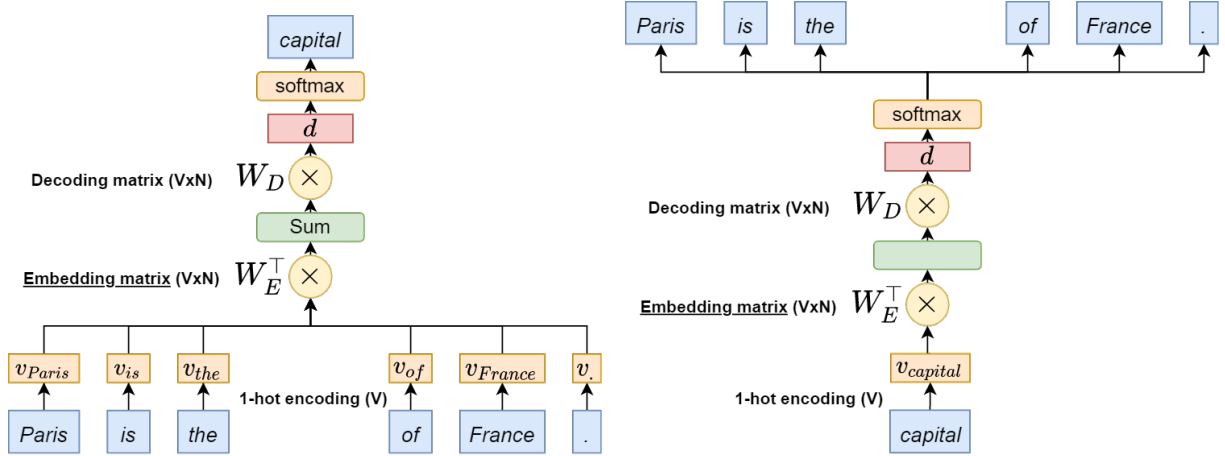 capital
softmax
d
Decoding matrix (VxN) W_D ×
Sum
Embedding matrix (VxN) W_E^⊤ ×
v_Paris v_is v_the v_of v_France v_.
1-hot encoding (V)
Paris is the of France .
Paris is the of France .
softmax
d
Decoding matrix (VxN) W_D ×
Embedding matrix (VxN) W_E^⊤ ×
v_capital
1-hot encoding (V)
capital